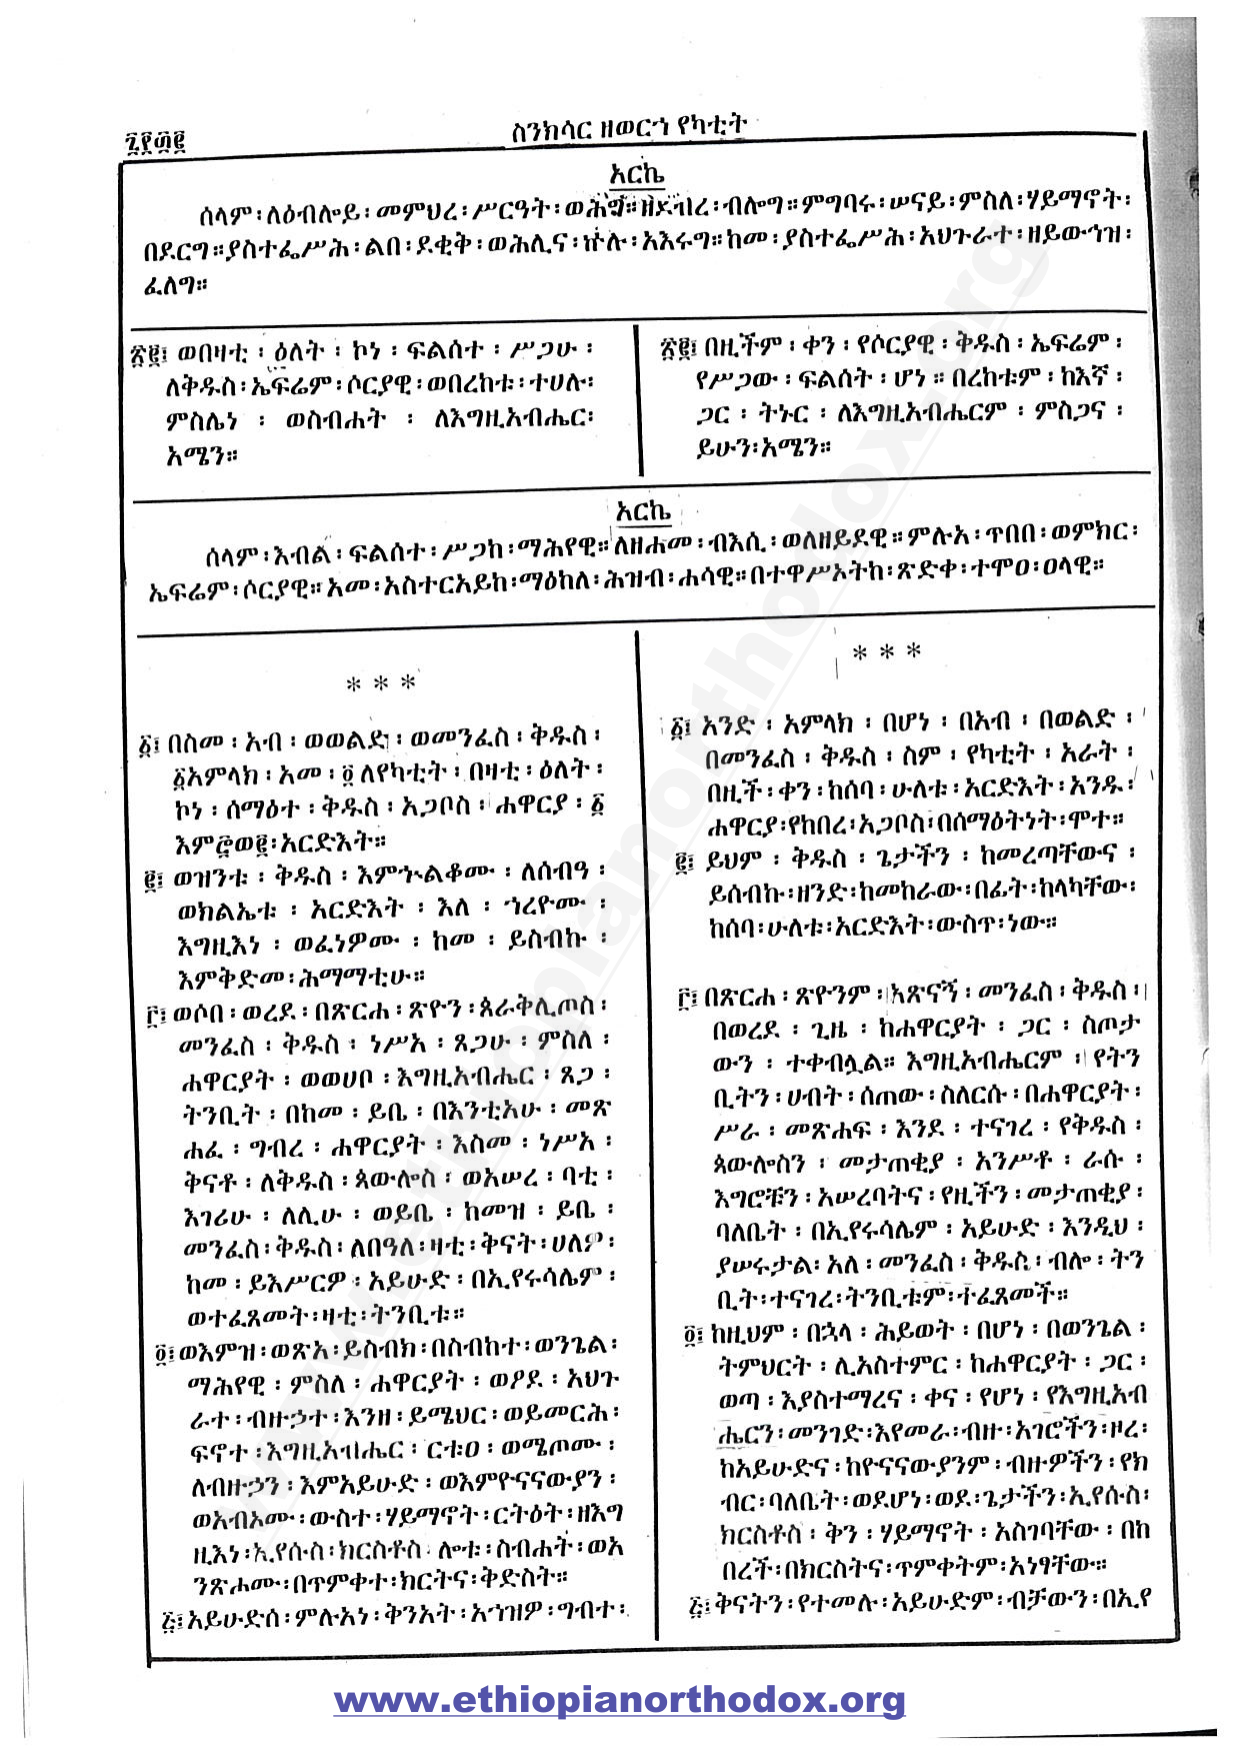 ፯፻፴፪
ስንክሳር ዘወርኀ የካቲት
አርኬ
ሰላም፡ለዕብሎይ፡መምህረ፡ሥርዓት፡ወሕግ። ዘደብረ፡ብሎግ። ምግባሩ፡ሠናይ፡ምስለ፡ሃይማኖት፡
በደርግ።ያስተፌሥሕ፡ልበ፡ደቂቅ፡ወሕሊና፡ኵሉ፡አእሩግ።ከመ፡ያስተፌሥሕ፡አህጉራተ፡ዘይውኅዝ፡
ፈለግ።
፳፪፤ ወበዛቲ፡ዕለት፡ኮነ፡ፍልሰተ፡ሥጋሁ፡
ለቅዱስ፡ኤፍሬም፡ሶርያዊ፡ወበረከቱ፡ተሀሉ፡
ምስሌነ፡ወስብሐት፡ለእግዚአብሔር፡
አሜን።
፳፪፤ በዚችም፡ቀን፡የሶርያዊ፡ቅዱስ፡ኤፍሬም፡
የሥጋው፡ፍልሰት፡ሆነ። በረከቱም፡ከእኛ፡
ጋር፡ትኑር፡ለእግዚአብሔርም፡ምስጋና፡
ይሁን፡አሜን።
አርኬ
ሰላም፡እብል፡ፍልሰተ፡ሥጋከ፡ማሕየዊ። ለዘሐመ፡ብእሲ፡ወለዘይደዊ። ምሉአ፡ጥበበ፡ወምክር፡
ኤፍሬም፡ሶርያዊ። አመ፡አስተርአይከ፡ማዕከለ፡ሕዝብ፡ሐሳዊ። በተዋሥኦትከ፡ጽድቀ፡ተሞዐ፡ዐላዊ።
* * *
፩፤ በስመ፡አብ፡ወወልድ፡ወመንፈስ፡ቅዱስ፡
፩አምላክ፡አመ፡፬ ለየካቲት፡በዛቲ፡ዕለት፡
ኮነ፡ሰማዕተ፡ቅዱስ፡አጋቦስ፡ሐዋርያ፡፩
እም፸ወ፪፡አርድእት።
፪፤ ወዝንቱ፡ቅዱስ፡እምኍልቆሙ፡ለሰብዓ፡
ወክልኤቱ፡አርድእት፡እለ፡ኀረዮሙ፡
እግዚእነ፡ወፈነዎሙ፡ከመ፡ይስብኩ፡
እምቅድመ፡ሕማማቲሁ።
፫፤ ወሶበ፡ወረደ፡በጽርሐ፡ጽዮን፡ጰራቅሊጦስ፡
መንፈስ፡ቅዱስ፡ነሥአ፡ጸጋሁ፡ምስለ፡
ሐዋርያት፡ወወሀቦ፡እግዚአብሔር፡ጸጋ፡
ትንቢት፡በከመ፡ይቤ፡በእንቲአሁ፡መጽ
ሐፈ፡ግብረ፡ሐዋርያት፡እስመ፡ነሥአ፡
ቅናቶ፡ለቅዱስ፡ጳውሎስ፡ወአሠረ፡ባቲ፡
እገሪሁ፡ለሊሁ፡ወይቤ፡ከመዝ፡ይቤ፡
መንፈስ፡ቅዱስ፡ለበዓለ፡ዛቲ፡ቅናት፡ሀለዎ፡
ከመ፡ይእሥርዎ፡አይሁድ፡በኢየሩሳሌም፡
ወተፈጸመት፡ዛቲ፡ትንቢቱ።
፬፤ወእምዝ፡ወጽአ፡ይስብክ፡በስብከተ፡ወንጌል፡
ማሕየዊ፡ምስለ፡ሐዋርያት፡ወዖደ፡አህጉ
ራተ፡ብዙኃተ፡እንዘ፡ይሜህር፡ወይመርሕ፡
ፍኖተ፡እግዚአብሔር፡ርቱዐ፡ወሜጦሙ፡
ለብዙኃን፡እምአይሁድ፡ወእምዮናናውያን፡
ወአብአሙ፡ውስተ፡ሃይማኖት፡ርትዕት፡ዘእግ
ዚእነ፡ኢየሱስ፡ክርስቶስ፡ሎቱ፡ስብሐት፡ወአ
ንጽሐሙ፡በጥምቀተ፡ክርትና፡ቅድስት።
፭፤አይሁድሰ፡ምሉአነ፡ቅንአት፡አኀዝዎ፡ግብተ፡
* * *
፩፤ አንድ፡አምላክ፡በሆነ፡በአብ፡በወልድ፡
በመንፈስ፡ቅዱስ፡ስም፡የካቲት፡አራት፡
በዚች፡ቀን፡ከሰባ፡ሁለቱ፡አርድእት፡አንዱ፡
ሐዋርያ፡የከበረ፡አጋቦስ፡በሰማዕትነት፡ሞተ።
፪፤ ይህም፡ቅዱስ፡ጌታችን፡ከመረጣቸውና፡
ይሰብኩ፡ዘንድ፡ከመከራው፡በፊት፡ከላካቸው፡
ከሰባ፡ሁለቱ፡አርድእት፡ውስጥ፡ነው።
፫፤ በጽርሐ፡ጽዮንም፡አጽናኝ፡መንፈስ፡ቅዱስ፡
በወረደ፡ጊዜ፡ከሐዋርያት፡ጋር፡ስጦታ
ውን፡ተቀብሏል። እግዚአብሔርም፡የትን
ቢትን፡ሀብት፡ሰጠው፡ስለርሱ፡በሐዋርያት፡
ሥራ፡መጽሐፍ፡እንደ፡ተናገረ፡የቅዱስ፡
ጳውሎስን፡መታጠቂያ፡አንሥቶ፡ራሱ፡
እግሮቹን፡አሠረባትና፡የዚችን፡መታጠቂያ፡
ባለቤት፡በኢየሩሳሌም፡አይሁድ፡እንዲህ፡
ያሠሩታል፡አለ፡መንፈስ፡ቅዱስ፡ብሎ፡ትን
ቢት፡ተናገረ፡ትንቢቱም፡ተፈጸመች።
፬፤ ከዚህም፡በኋላ፡ሕይወት፡በሆነ፡በወንጌል፡
ትምህርት፡ሊአስተምር፡ከሐዋርያት፡ጋር፡
ወጣ፡እያስተማረና፡ቀና፡የሆነ፡የእግዚአብ
ሔርን፡መንገድ፡እየመራ፡ብዙ፡አገሮችን፡ዞረ፡
ከአይሁድና፡ከዮናናውያንም፡ብዙዎችን፡የክ
ብር፡ባለቤት፡ወደሆነ፡ወደ፡ጌታችን፡ኢየሱስ፡
ክርስቶስ፡ቅን፡ሃይማኖት፡አስገባቸው፡በከ
በረች፡በክርስትና፡ጥምቀትም፡አነፃቸው።
፭፤ቅናትን፡የተመሉ፡አይሁድም፡ብቻውን፡በኢየ
www.ethiopianorthodox.org